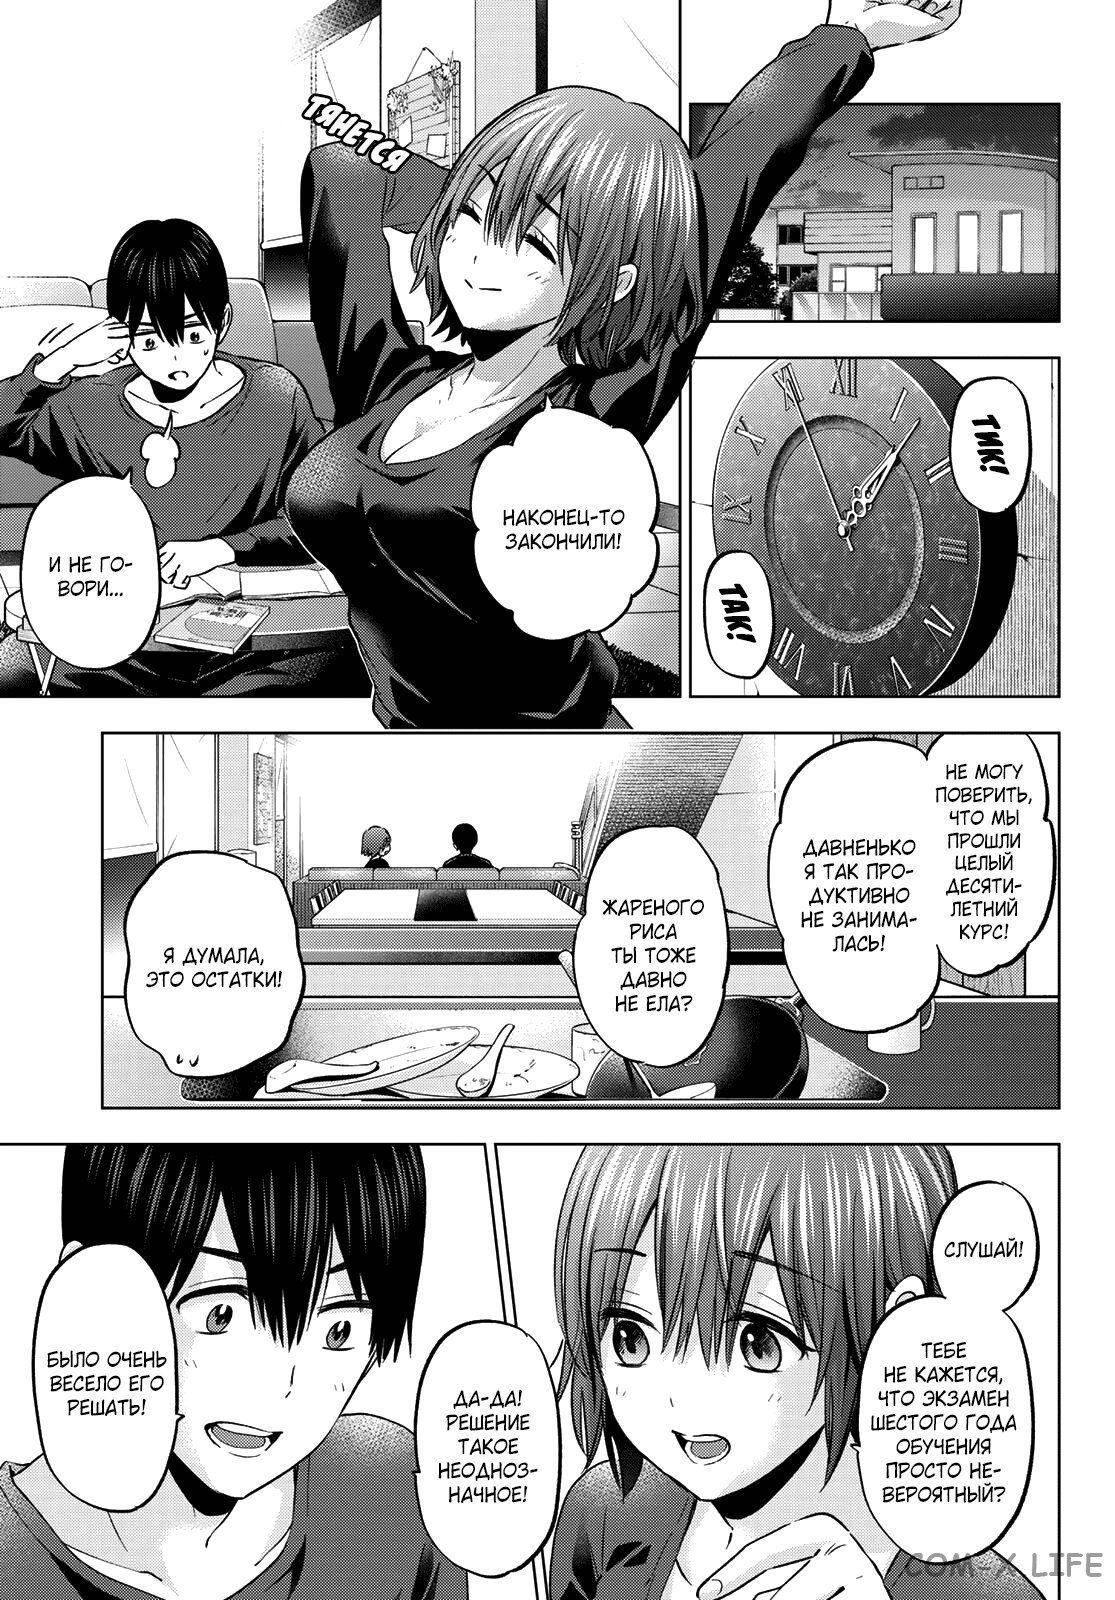 ТИК!
ТАК!
ТЯНЕТСЯ
НАКОНЕЦ-ТО
ЗАКОНЧИЛИ!
И НЕ ГО-
ВОРИ...
НЕ МОГУ
ПОВЕРИТЬ,
ЧТО МЫ
ПРОШЛИ
ЦЕЛЫЙ
ДЕСЯТИ-
ЛЕТНИЙ
КУРС!
ДАВНЕНЬКО
Я ТАК ПРО-
ДУКТИВНО
НЕ ЗАНИМА-
ЛАСЬ!
ЖАРЕНОГО
РИСА
ТЫ ТОЖЕ
ДАВНО
НЕ ЕЛА?
Я ДУМАЛА,
ЭТО ОСТАТКИ!
СЛУШАЙ!
ТЕБЕ
НЕ КАЖЕТСЯ,
ЧТО ЭКЗАМЕН
ШЕСТОГО ГОДА
ОБУЧЕНИЯ
ПРОСТО НЕ-
ВЕРОЯТНЫЙ?
ДА-ДА!
РЕШЕНИЕ
ТАКОЕ
НЕОДНОЗ-
НАЧНОЕ!
БЫЛО ОЧЕНЬ
ВЕСЕЛО ЕГО
РЕШАТЬ!
COM-X LIFE